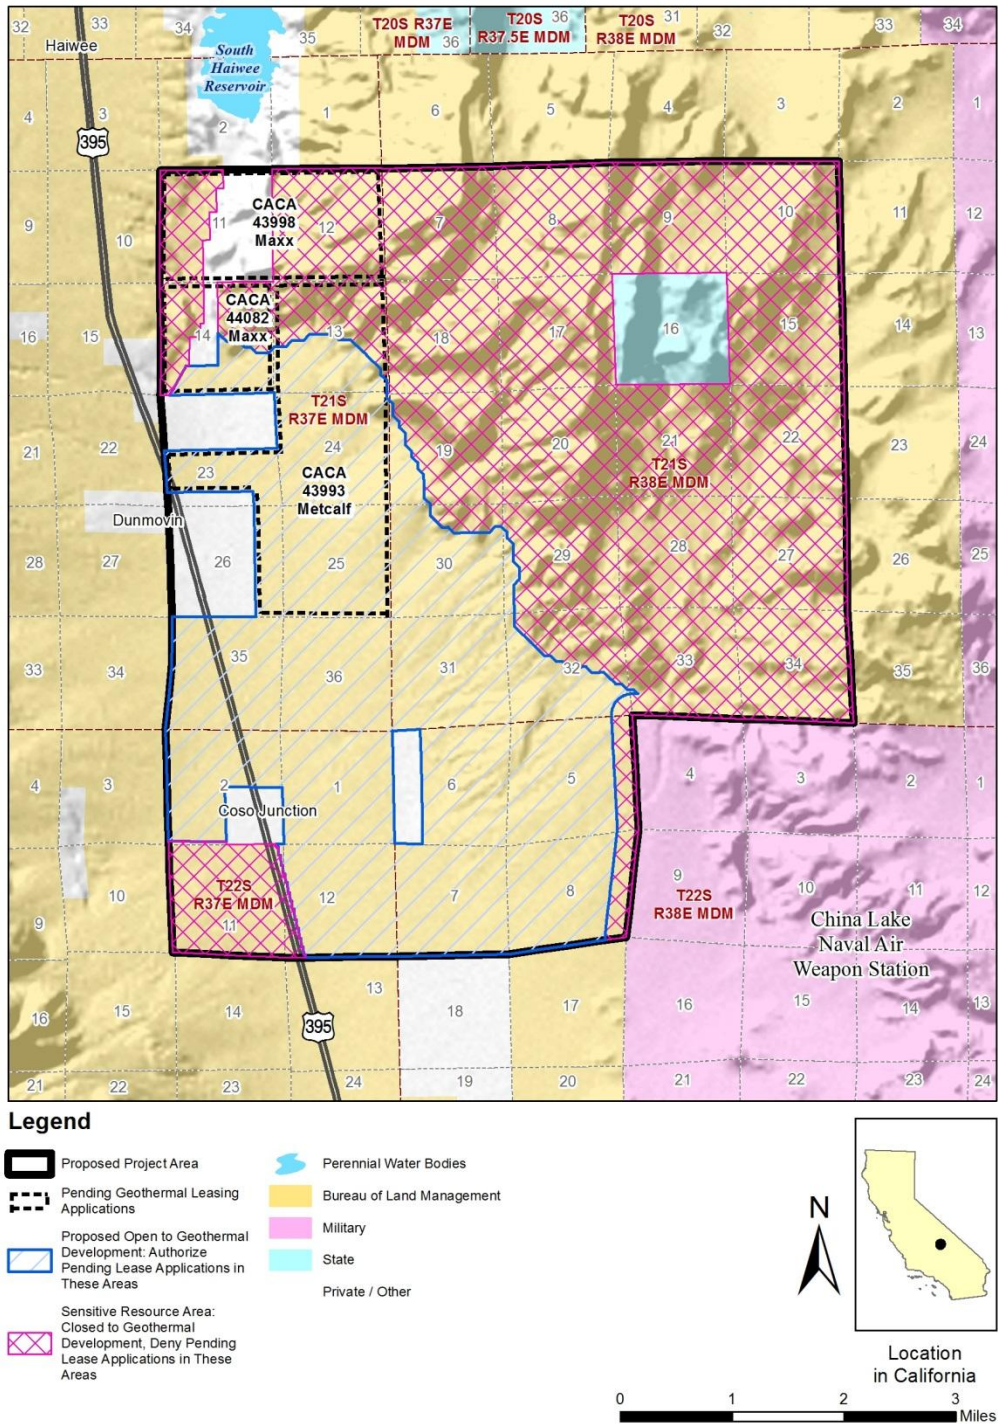 32
33
34
35
T20S R37E
MDM
36
T20S
R37.5E MDM
36
T20S
R38E MDM
31
32
33
34
Haiwee
South
Haiwee
Reservoir
4
3
2
1
6
5
4
3
2
1
395
9
10
11
CACA
43998
Maxx
12
7
8
9
10
11
12
16
15
14
CACA
44082
Maxx
13
18
17
16
15
14
13
21
22
23
T21S
R37E MDM
24
19
20
21
T21S
R38E MDM
22
23
24
CACA
43993
Metcalf
Dunmovin
28
27
26
25
30
29
28
27
26
25
33
34
35
36
31
32
33
34
35
36
4
3
2
1
6
5
4
3
2
1
Coso Junction
9
10
T22S
R37E MDM
11
12
7
8
9
T22S
R38E MDM
10
11
12
China Lake
Naval Air
Weapon Station
16
15
14
13
18
17
16
15
14
13
395
21
22
23
24
19
20
21
22
23
24
Legend
Proposed Project Area
Pending Geothermal Leasing
Applications
Proposed Open to Geothermal
Development: Authorize
Pending Lease Applications in
These Areas
Sensitive Resource Area:
Closed to Geothermal
Development, Deny Pending
Lease Applications in These
Areas
Perennial Water Bodies
Bureau of Land Management
Military
State
Private / Other
N
Location
in California
0
1
2
3
Miles